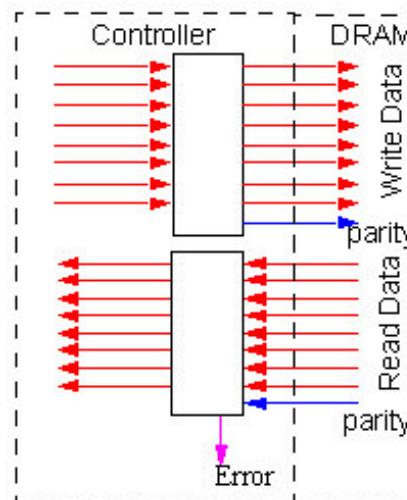 Controller
DRAM
Write Data
parity
Read Data
parity
Error